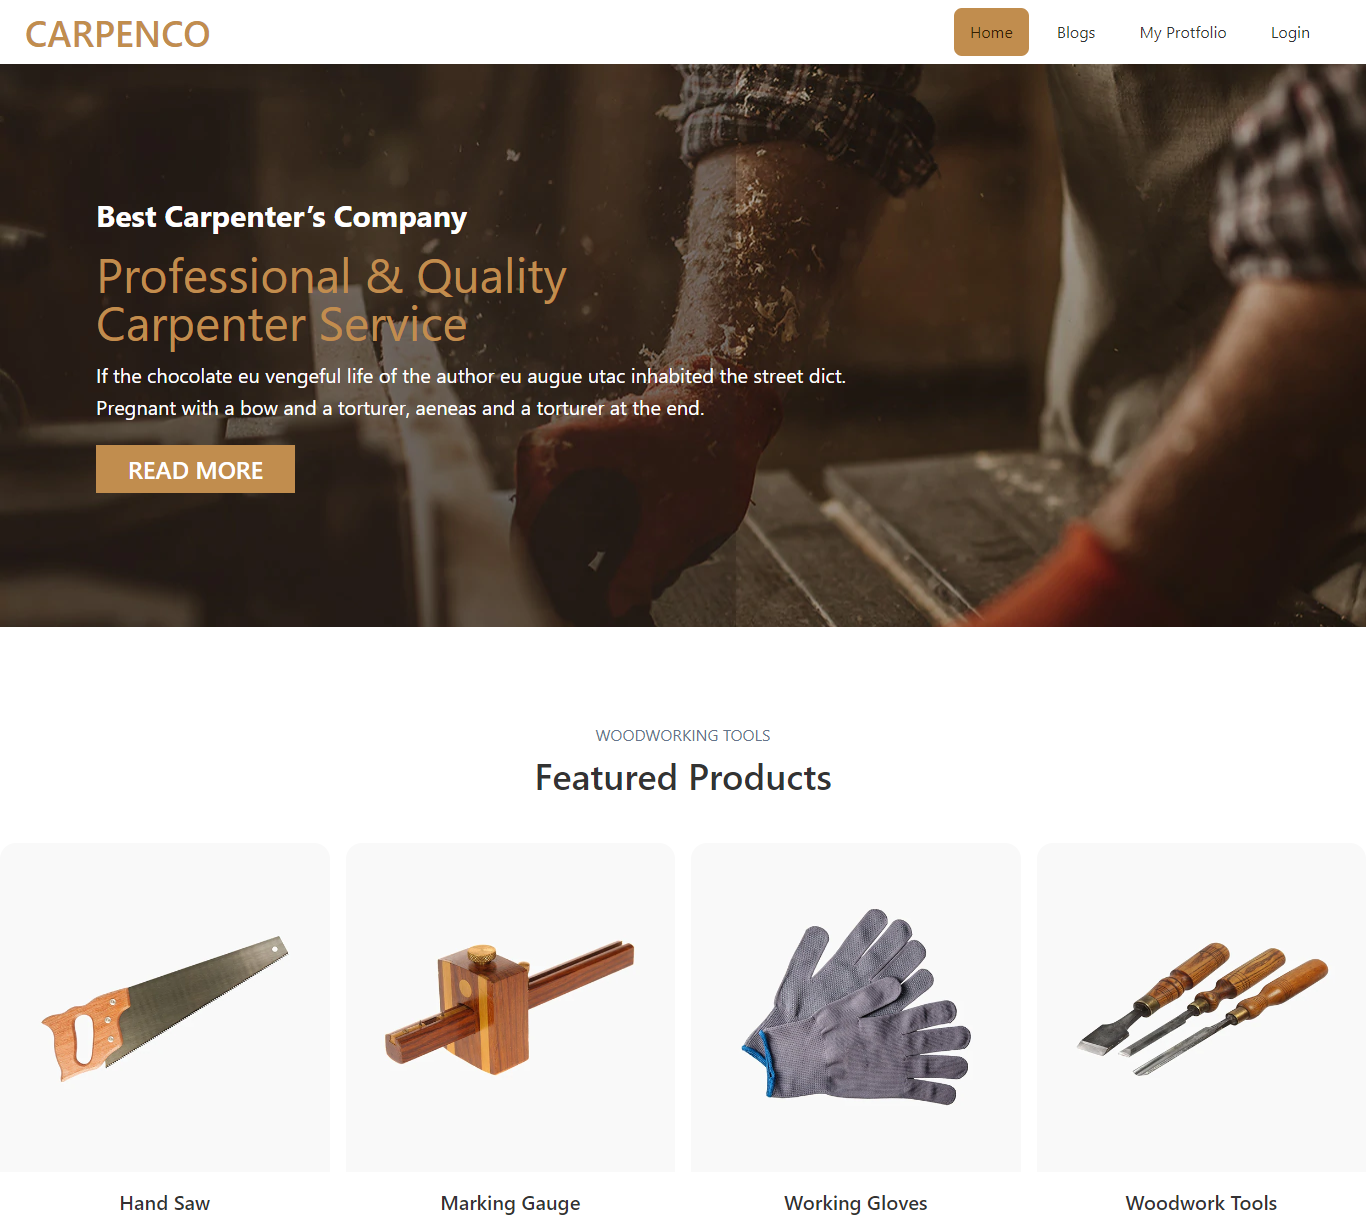 CARPENCO
Home
Blogs
My Protfolio
Login
Best Carpenter’s Company
Professional & Quality
Carpenter Service
If the chocolate eu vengeful life of the author eu augue utac inhabited the street dict.
Pregnant with a bow and a torturer, aeneas and a torturer at the end.
READ MORE
WOODWORKING TOOLS
Featured Products
Hand Saw
Marking Gauge
Working Gloves
Woodwork Tools